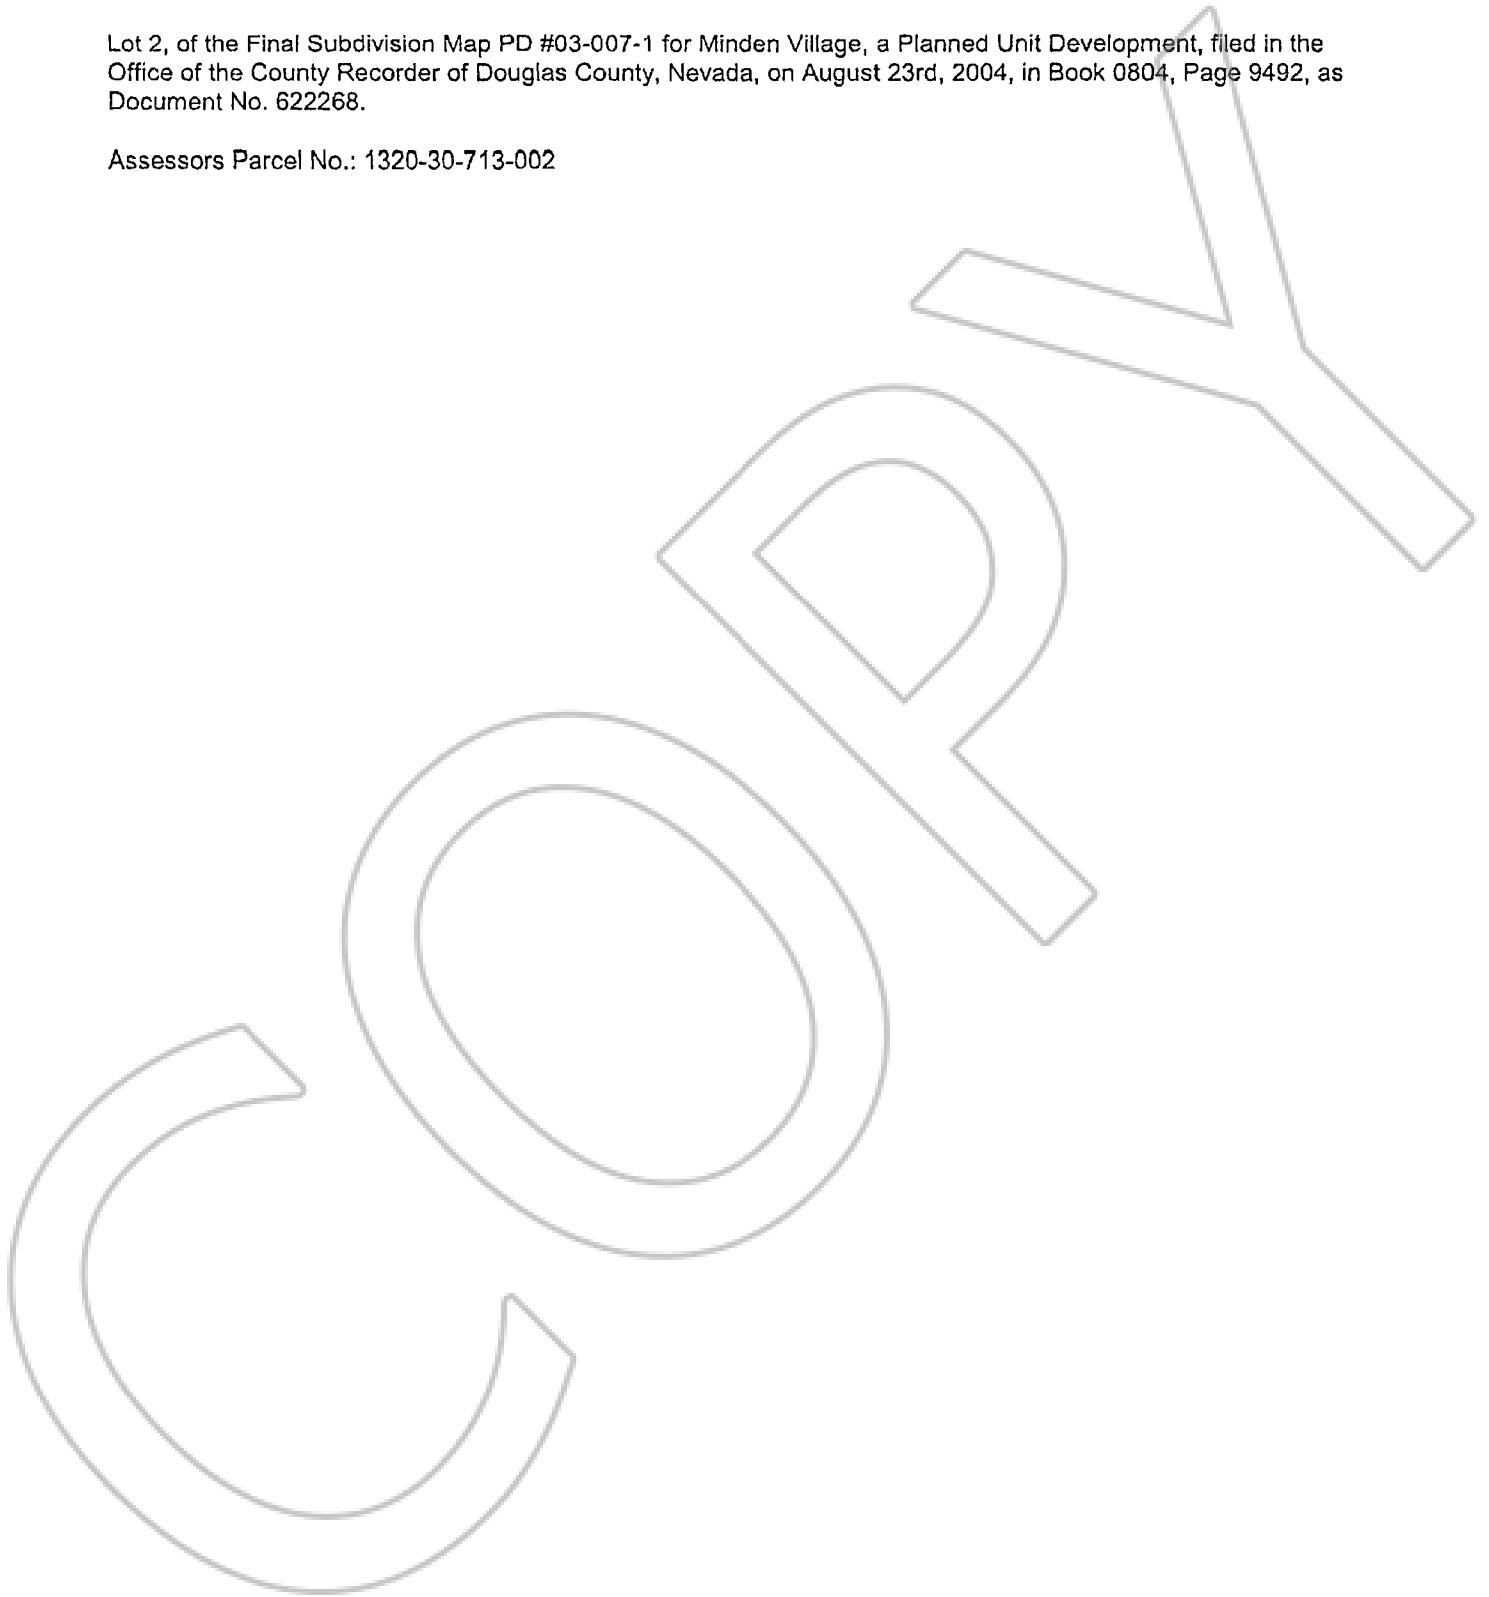 Lot 2, of the Final Subdivision Map PD #03-007-1 for Minden Village, a Planned Unit Development, filed in the
Office of the County Recorder of Douglas County, Nevada, on August 23rd, 2004, in Book 0804, Page 9492, as
Document No. 622268.
Assessors Parcel No.: 1320-30-713-002
COPY